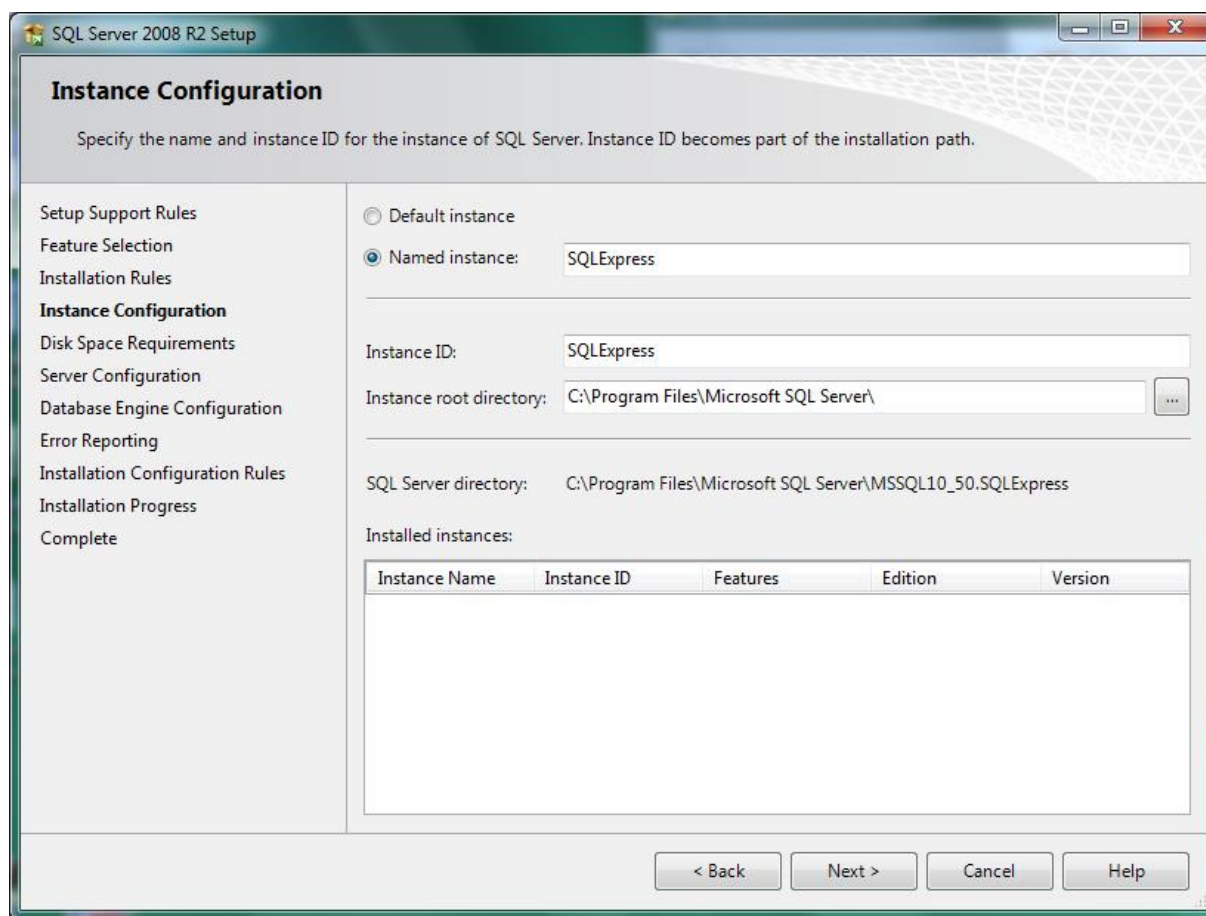 SQL Server 2008 R2 Setup
Instance Configuration
Specify the name and instance ID for the instance of SQL Server. Instance ID becomes part of the installation path.
Setup Support Rules
Feature Selection
Installation Rules
Instance Configuration
Disk Space Requirements
Server Configuration
Database Engine Configuration
Error Reporting
Installation Configuration Rules
Installation Progress
Complete
Default instance
Named instance: SQLExpress
Instance ID: SQLExpress
Instance root directory: C:\Program Files\Microsoft SQL Server\ ...
SQL Server directory: C:\Program Files\Microsoft SQL Server\MSSQL10_50.SQLExpress
Installed instances:
Instance Name Instance ID Features Edition Version
< Back Next > Cancel Help